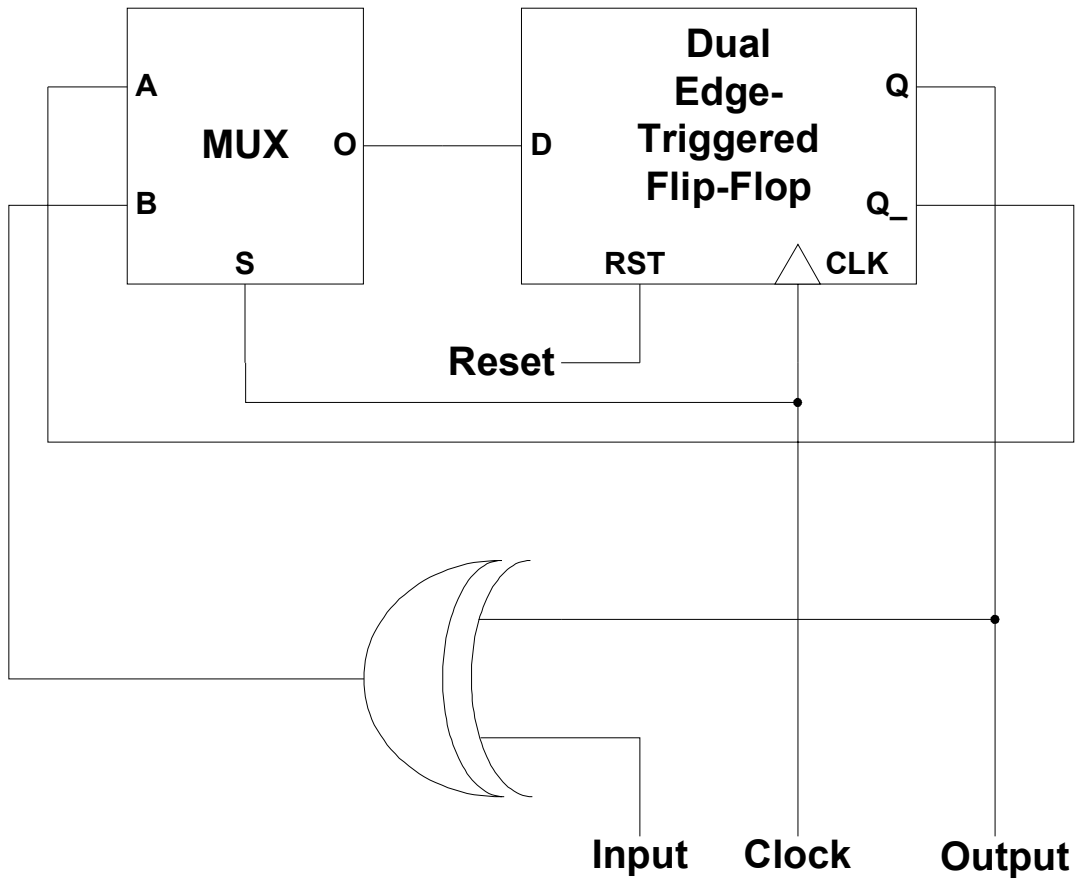 A
B
MUX
O
S
Dual
Edge-
Triggered
Flip-Flop
D
Q
Q_
RST
CLK
Reset
Input
Clock
Output